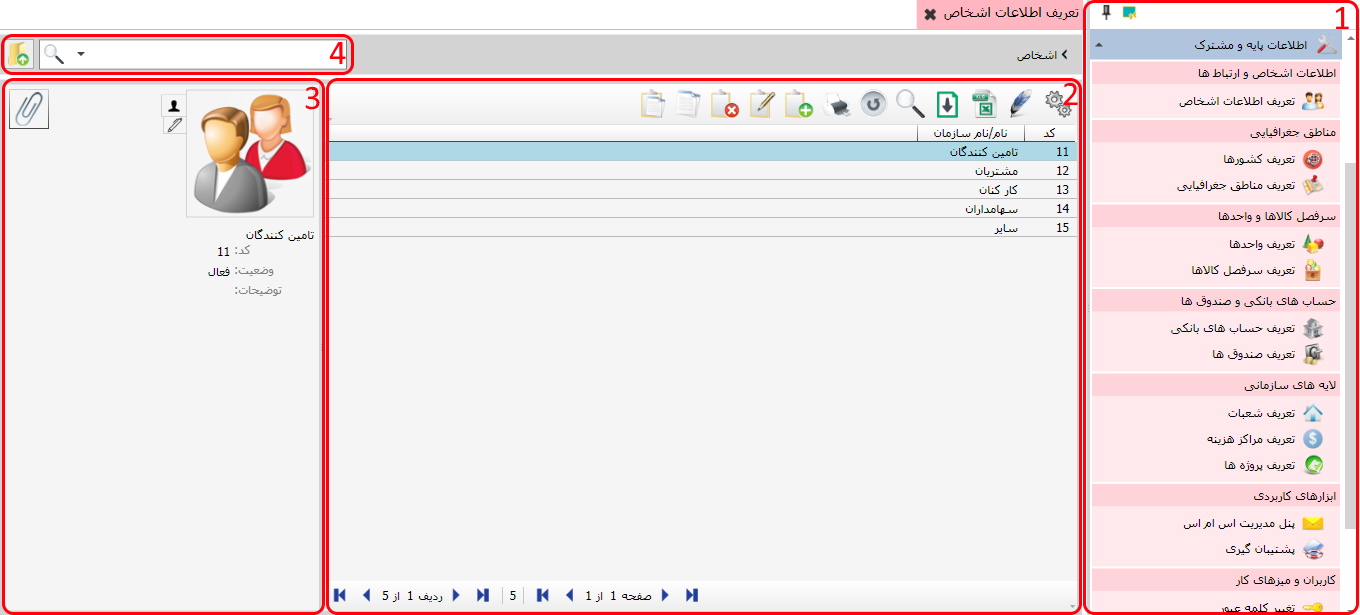 تعریف اطلاعات اشخاص
1
اطلاعات پایه و مشترک
اطلاعات اشخاص و ارتباط ها
تعریف اطلاعات اشخاص
مناطق جغرافیایی
تعریف کشورها
تعریف مناطق جغرافیایی
سرفصل کالاها و واحدها
تعریف واحدها
تعریف سرفصل کالاها
حساب های بانکی و صندوق ها
تعریف حساب های بانکی
تعریف صندوق ها
لایه های سازمانی
تعریف شعبات
تعریف مراکز هزینه
تعریف پروژه ها
ابزارهای کاربردی
پنل مدیریت اس ام اس
پشتیبان گیری
کاربران و میزهای کار
تغییر کلمه عبور
اشخاص
4
2
کد نام/نام سازمان
11 تامین کنندگان
12 مشتریان
13 کار کنان
14 سهامداران
15 سایر
صفحه 1 از 1
5
ردیف 1 از 5
3
تامین کنندگان
کد: 11
وضعیت: فعال
توضیحات: